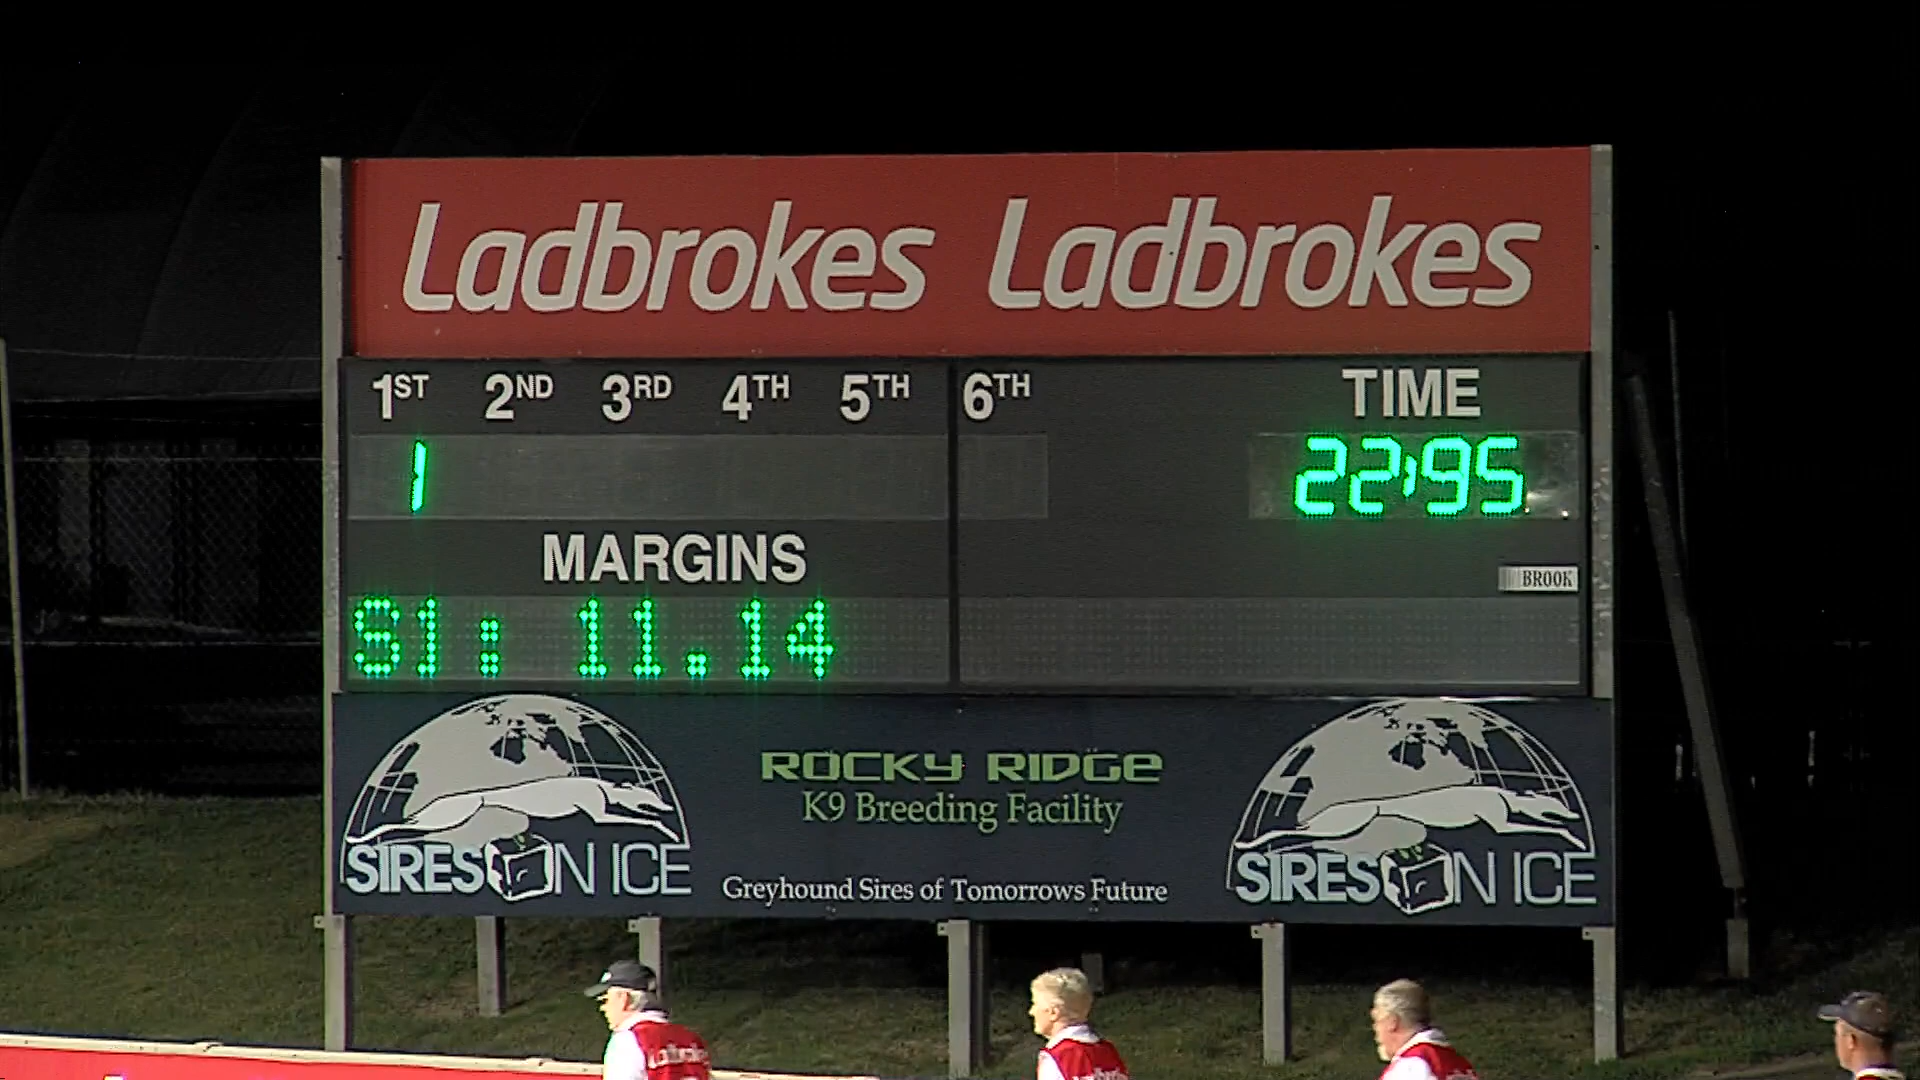 Ladbrokes Ladbrokes
1ST 2ND 3RD 4TH 5TH 6TH TIME
1 22:95
MARGINS
BROOK
S1: 11.14
ROCKY RIDGE
K9 Breeding Facility
SIRES ON ICE
Greyhound Sires of Tomorrows Future
SIRES ON ICE
Ladbrokes